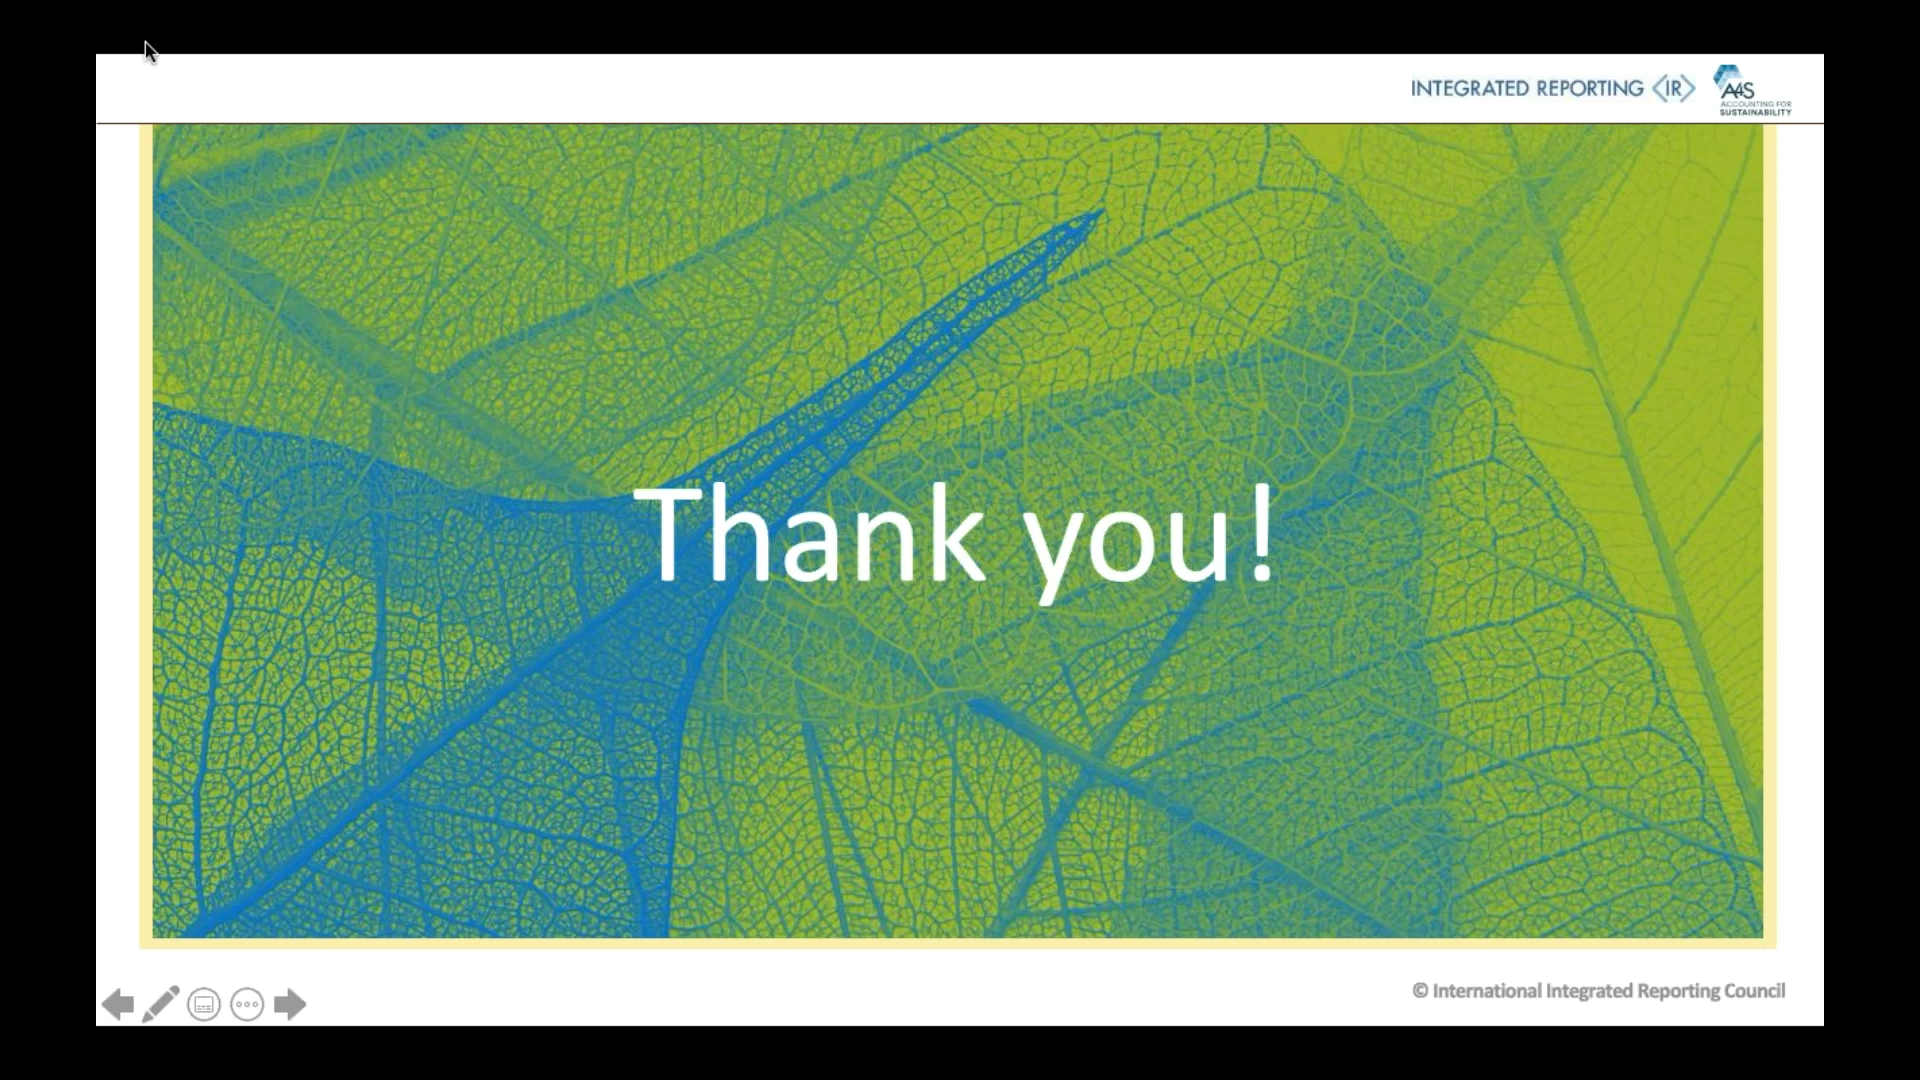 INTEGRATED REPORTING <IR>
A4S
ACCOUNTING FOR
SUSTAINABILITY
Thank you!
© International Integrated Reporting Council